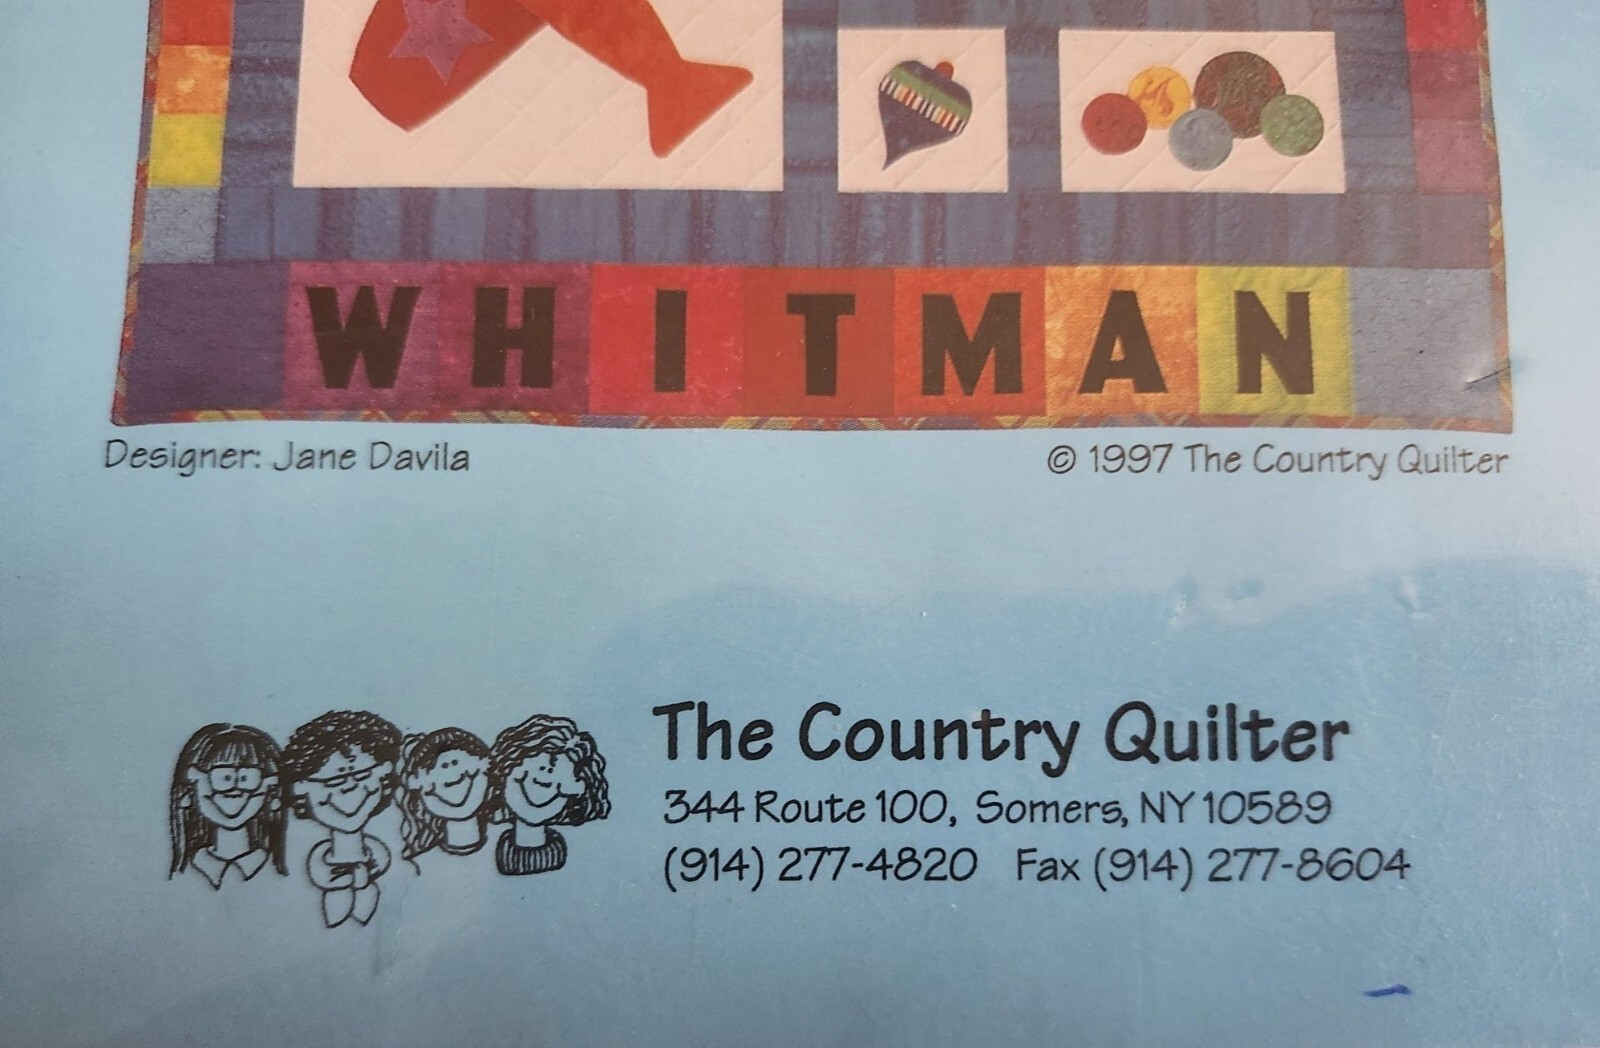 WHITMAN
Designer: Jane Davila
© 1997 The Country Quilter
The Country Quilter
344 Route 100, Somers, NY 10589
(914) 277-4820 Fax (914) 277-8604